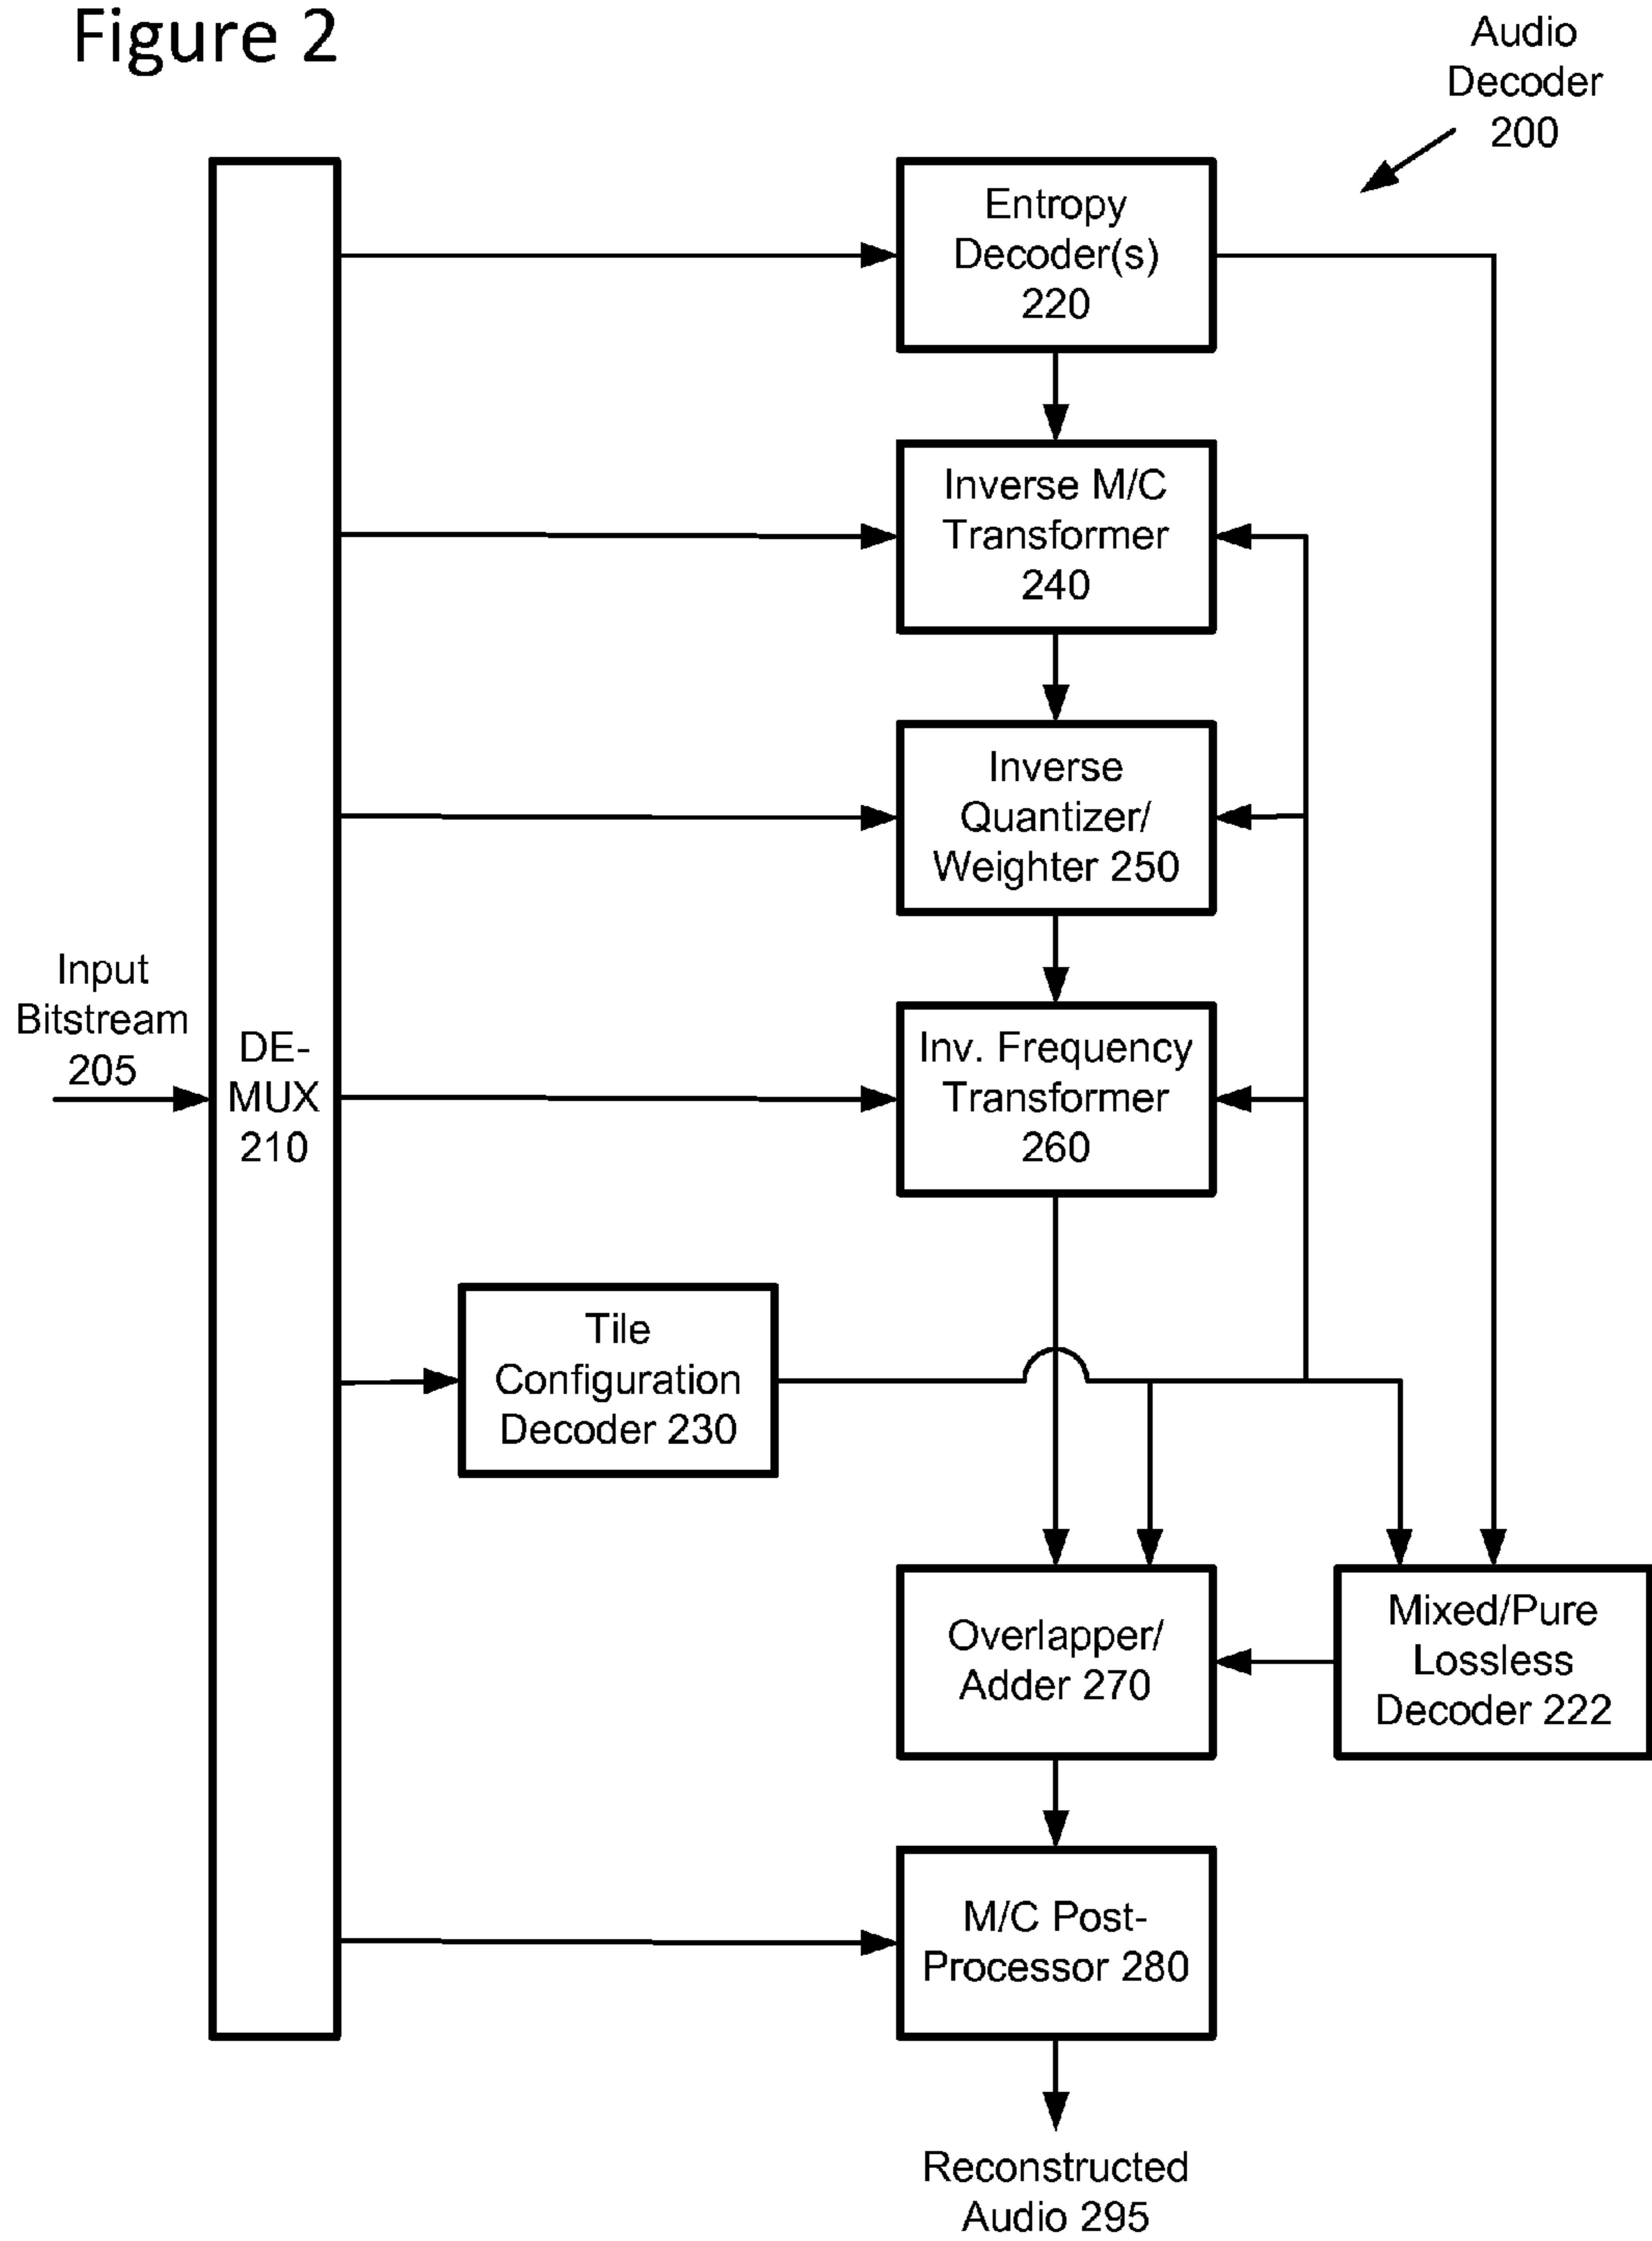 Figure 2
Audio
Decoder
200
Entropy
Decoder(s)
220
Inverse M/C
Transformer
240
Inverse
Quantizer/
Weighter 250
Input
Bitstream
205
DE-
MUX
210
Inv. Frequency
Transformer
260
Tile
Configuration
Decoder 230
Overlapper/
Adder 270
Mixed/Pure
Lossless
Decoder 222
M/C Post-
Processor 280
Reconstructed
Audio 295